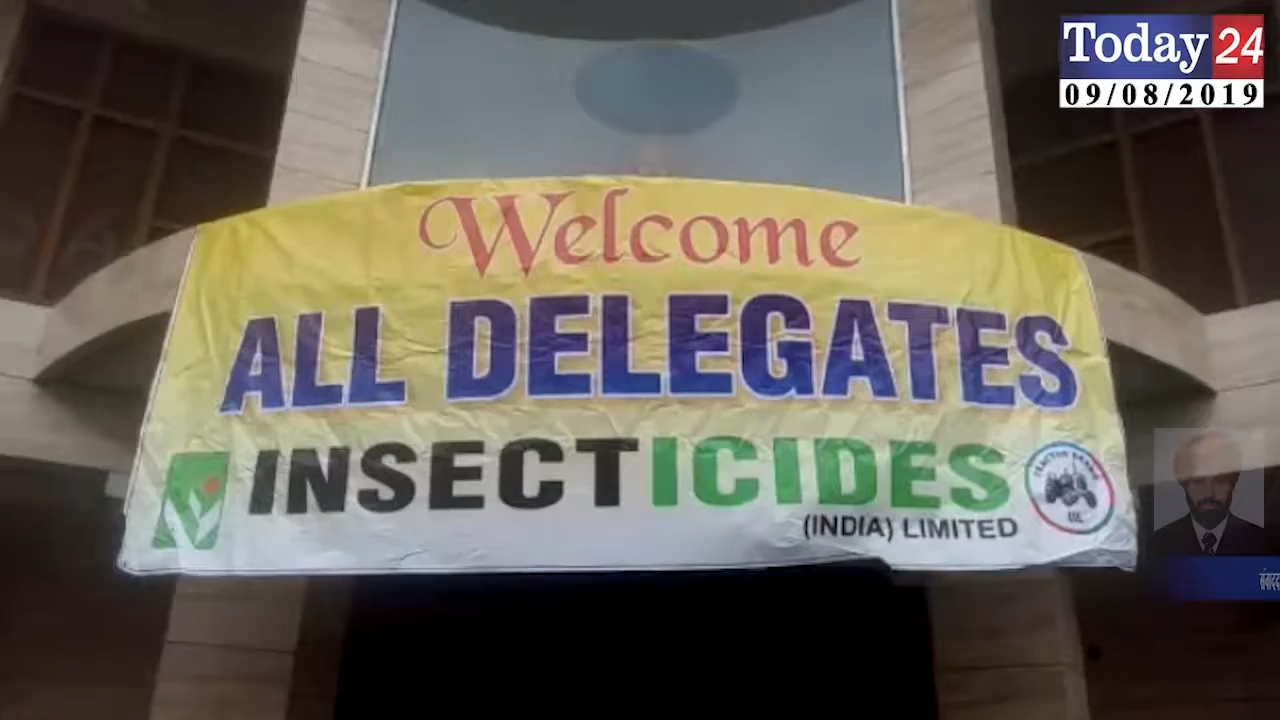 Today 24
09/08/2019
Welcome
ALL DELEGATES
INSECTICIDES
(INDIA) LIMITED